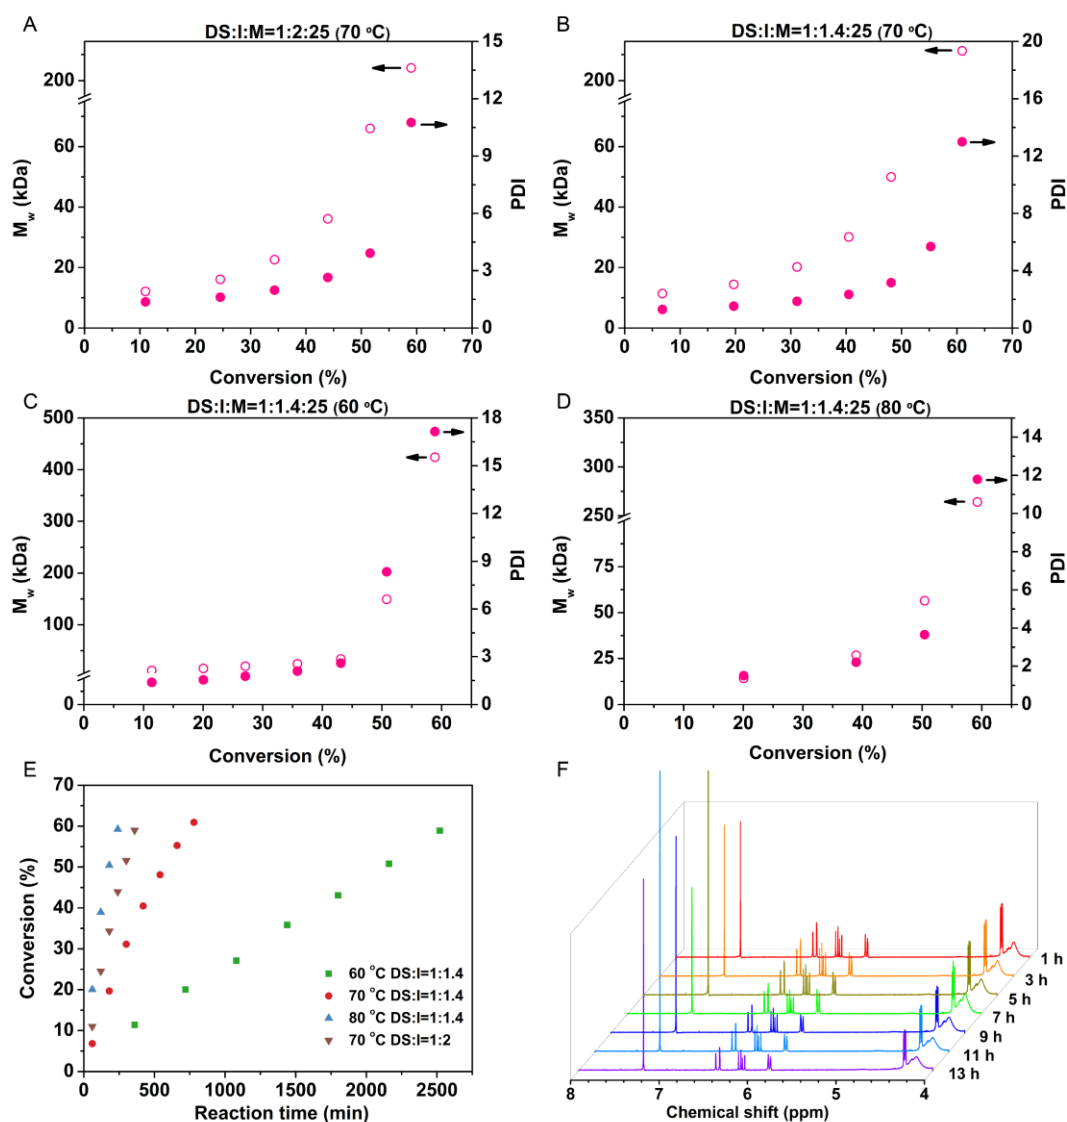 A
DS:I:M=1:2:25 (70 °C)
200
60
40
20
0
15
12
9
6
3
0
M_w (kDa)
PDI
0 10 20 30 40 50 60 70
Conversion (%)
B
DS:I:M=1:1.4:25 (70 °C)
200
60
40
20
0
20
16
12
8
4
0
M_w (kDa)
PDI
0 10 20 30 40 50 60 70
Conversion (%)
C
DS:I:M=1:1.4:25 (60 °C)
500
400
300
200
100
0
18
15
12
9
6
3
M_w (kDa)
PDI
0 10 20 30 40 50 60
Conversion (%)
D
DS:I:M=1:1.4:25 (80 °C)
350
300
250
75
50
25
0
14
12
10
8
6
4
2
0
M_w (kDa)
PDI
0 10 20 30 40 50 60
Conversion (%)
E
70
60
50
40
30
20
10
0
Conversion (%)
60 °C DS:I=1:1.4
70 °C DS:I=1:1.4
80 °C DS:I=1:1.4
70 °C DS:I=1:2
0 500 1000 1500 2000 2500
Reaction time (min)
F
1 h
3 h
5 h
7 h
9 h
11 h
13 h
8 7 6 5 4
Chemical shift (ppm)